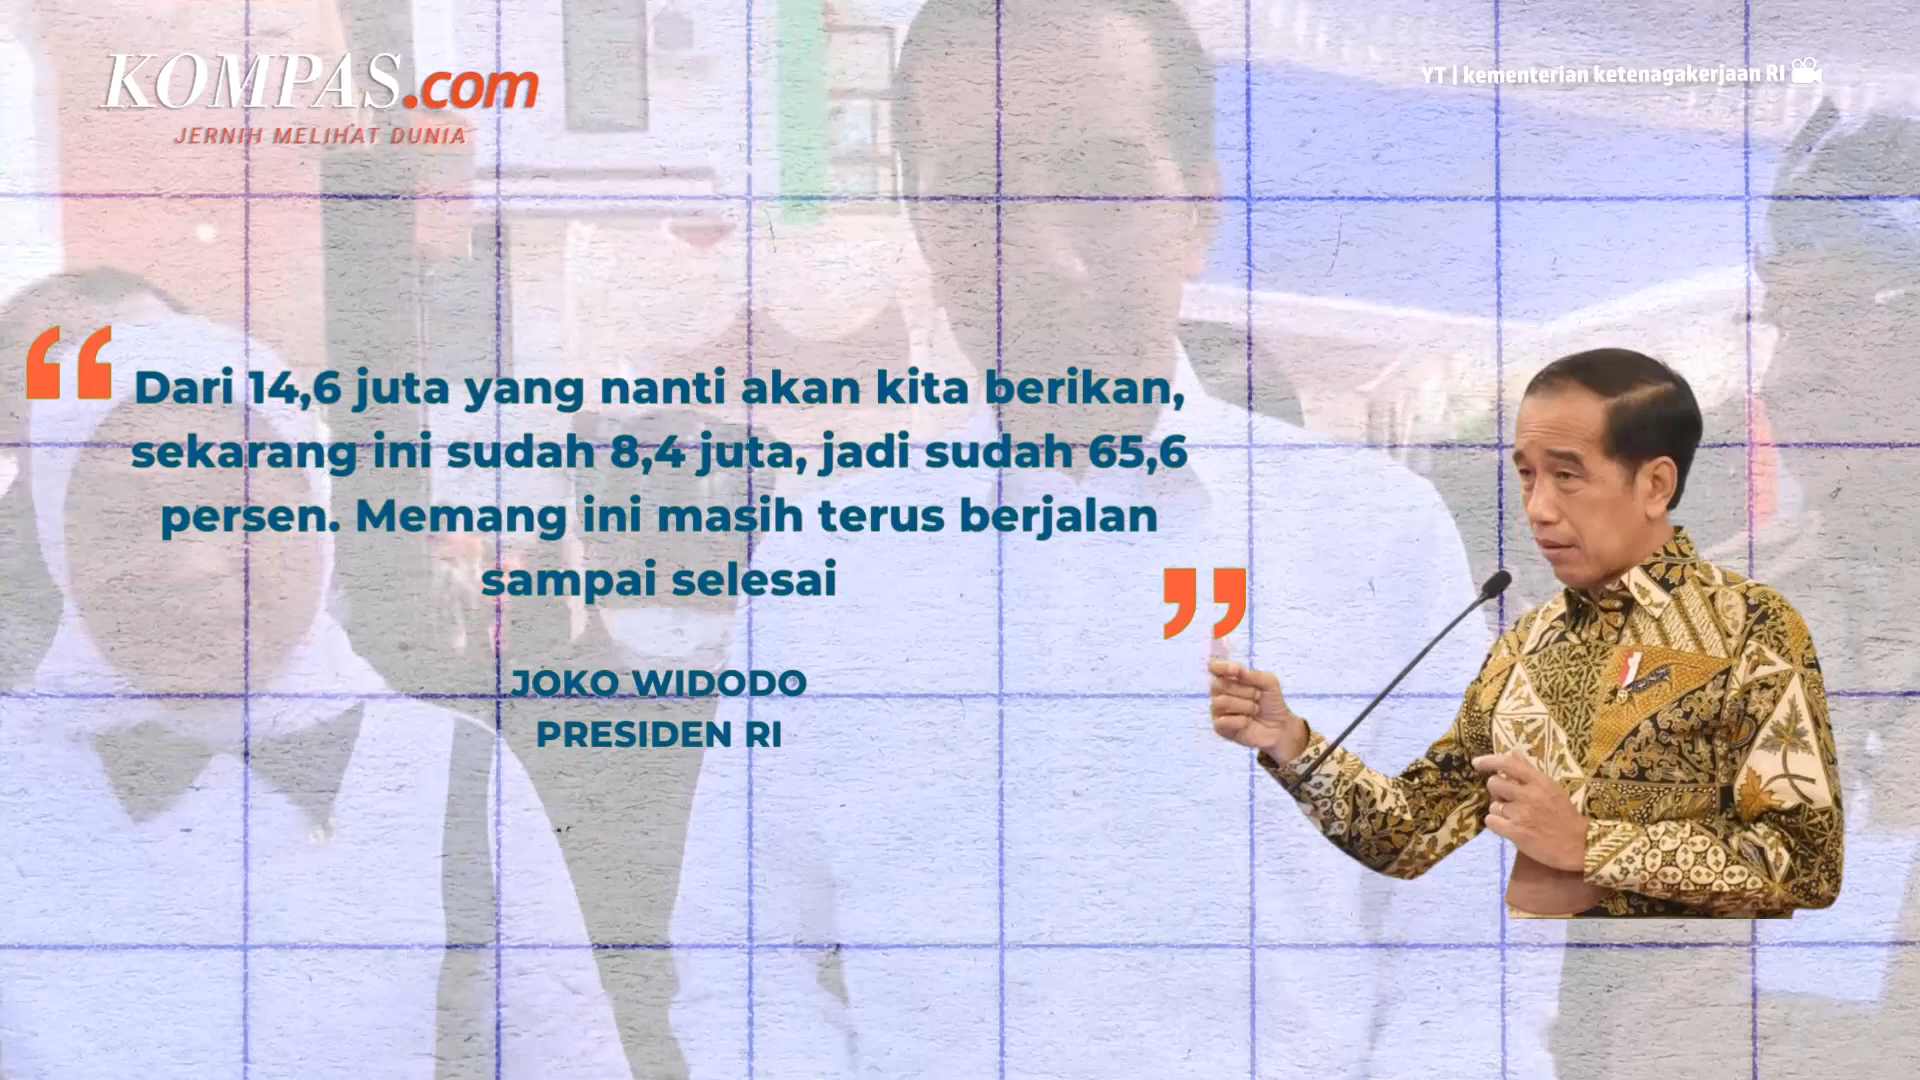 KOMPAS.com
JERNIH MELIHAT DUNIA
YT | kementerian ketenagakerjaan RI
“Dari 14,6 juta yang nanti akan kita berikan,
sekarang ini sudah 8,4 juta, jadi sudah 65,6
persen. Memang ini masih terus berjalan
sampai selesai”
JOKO WIDODO
PRESIDEN RI